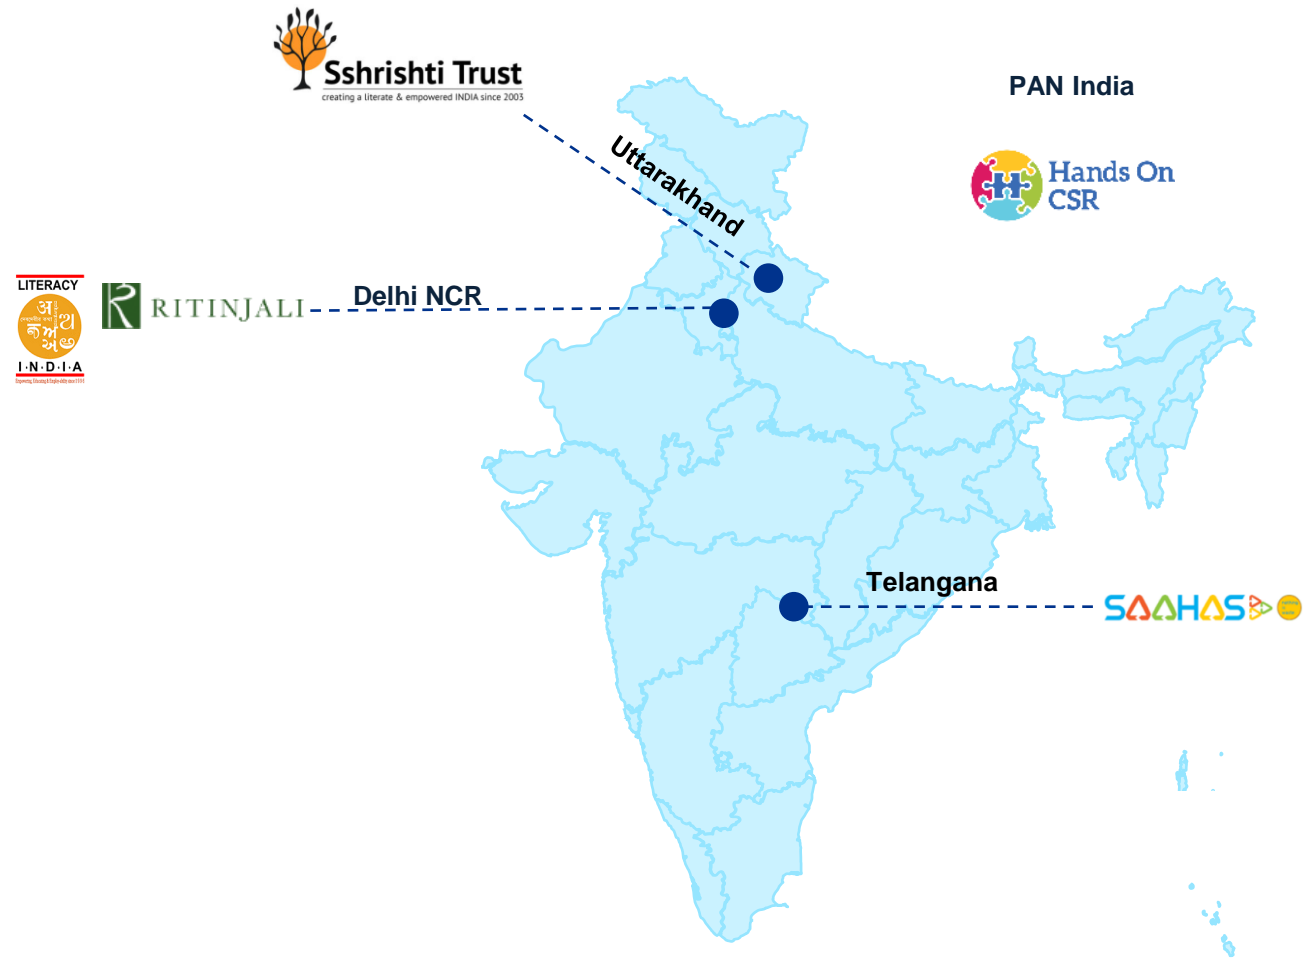 Sshrishti Trust
creating a literate & empowered INDIA since 2003
PAN India
Hands On
CSR
Uttarakhand
LITERACY
अ
I·N·D·I·A
RITINJALI
Delhi NCR
Telangana
SAAHAS